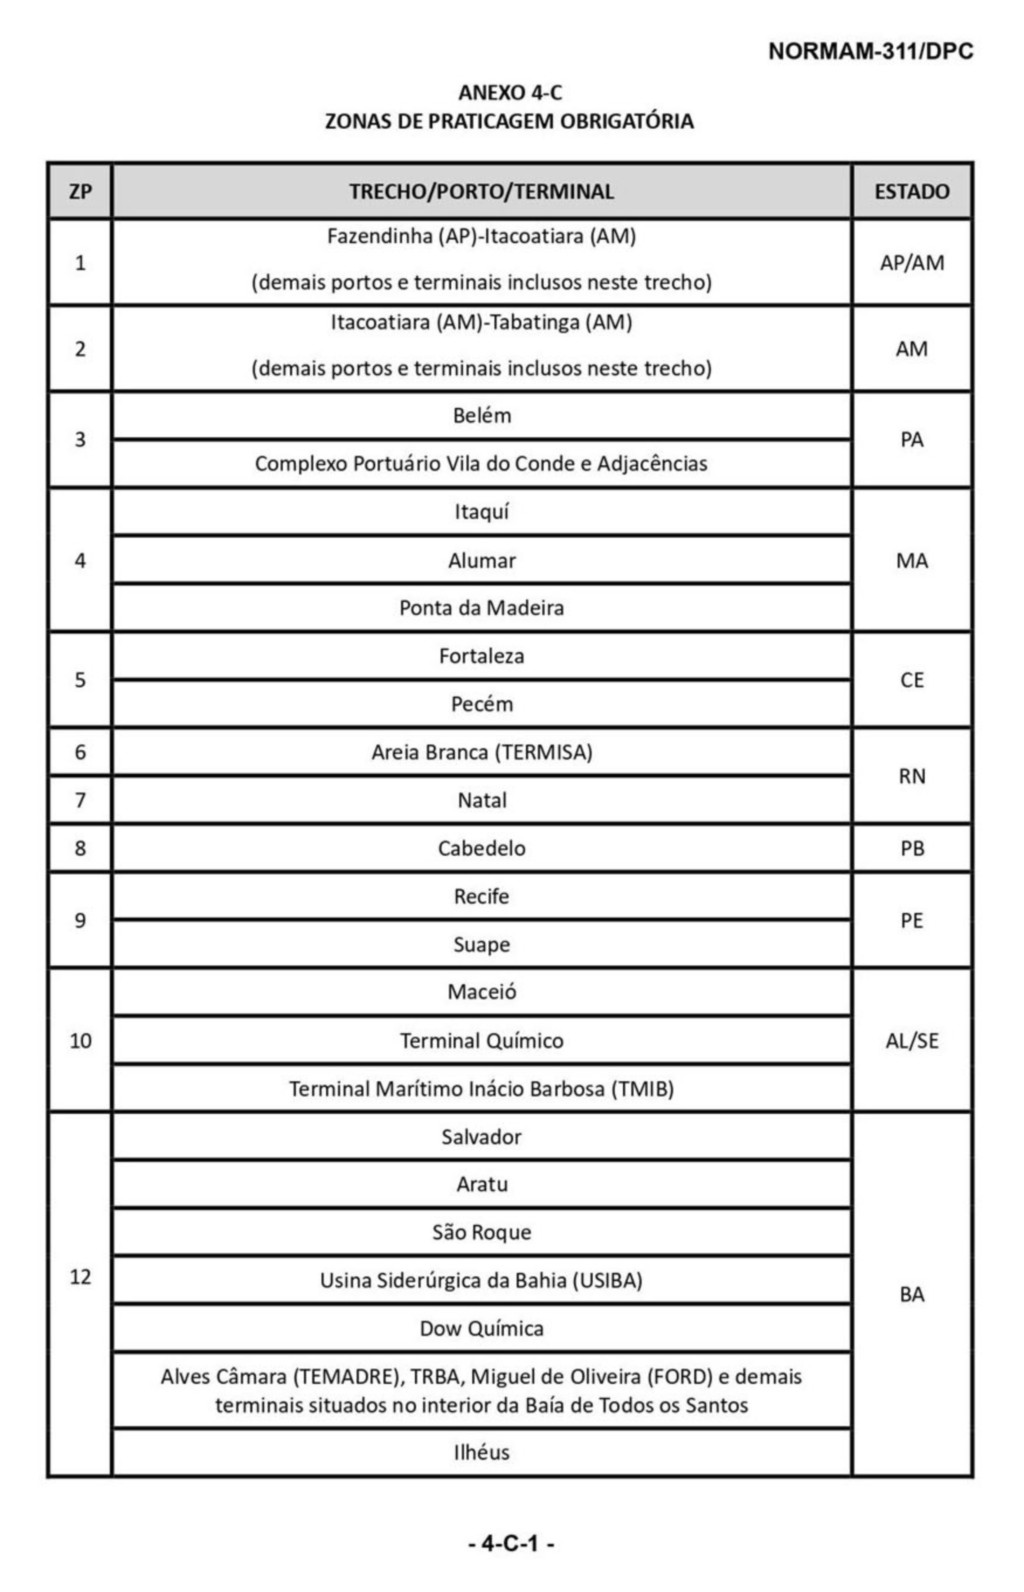 NORMAM-311/DPC
ANEXO 4-C
ZONAS DE PRATICAGEM OBRIGATÓRIA
ZP TRECHO/PORTO/TERMINAL ESTADO
1 Fazendinha (AP)-Itacoatiara (AM) AP/AM
(demais portos e terminais inclusos neste trecho)
2 Itacoatiara (AM)-Tabatinga (AM) AM
(demais portos e terminais inclusos neste trecho)
3 Belém PA
Complexo Portuário Vila do Conde e Adjacências
4 Itaquí MA
Alumar
Ponta da Madeira
5 Fortaleza CE
Pecém
6 Areia Branca (TERMISA) RN
7 Natal
8 Cabedelo PB
9 Recife PE
Suape
10 Maceió AL/SE
Terminal Químico
Terminal Marítimo Inácio Barbosa (TMIB)
12 Salvador BA
Aratu
São Roque
Usina Siderúrgica da Bahia (USIBA)
Dow Química
Alves Câmara (TEMADRE), TRBA, Miguel de Oliveira (FORD) e demais
terminais situados no interior da Baía de Todos os Santos
Ilhéus
- 4-C-1 -